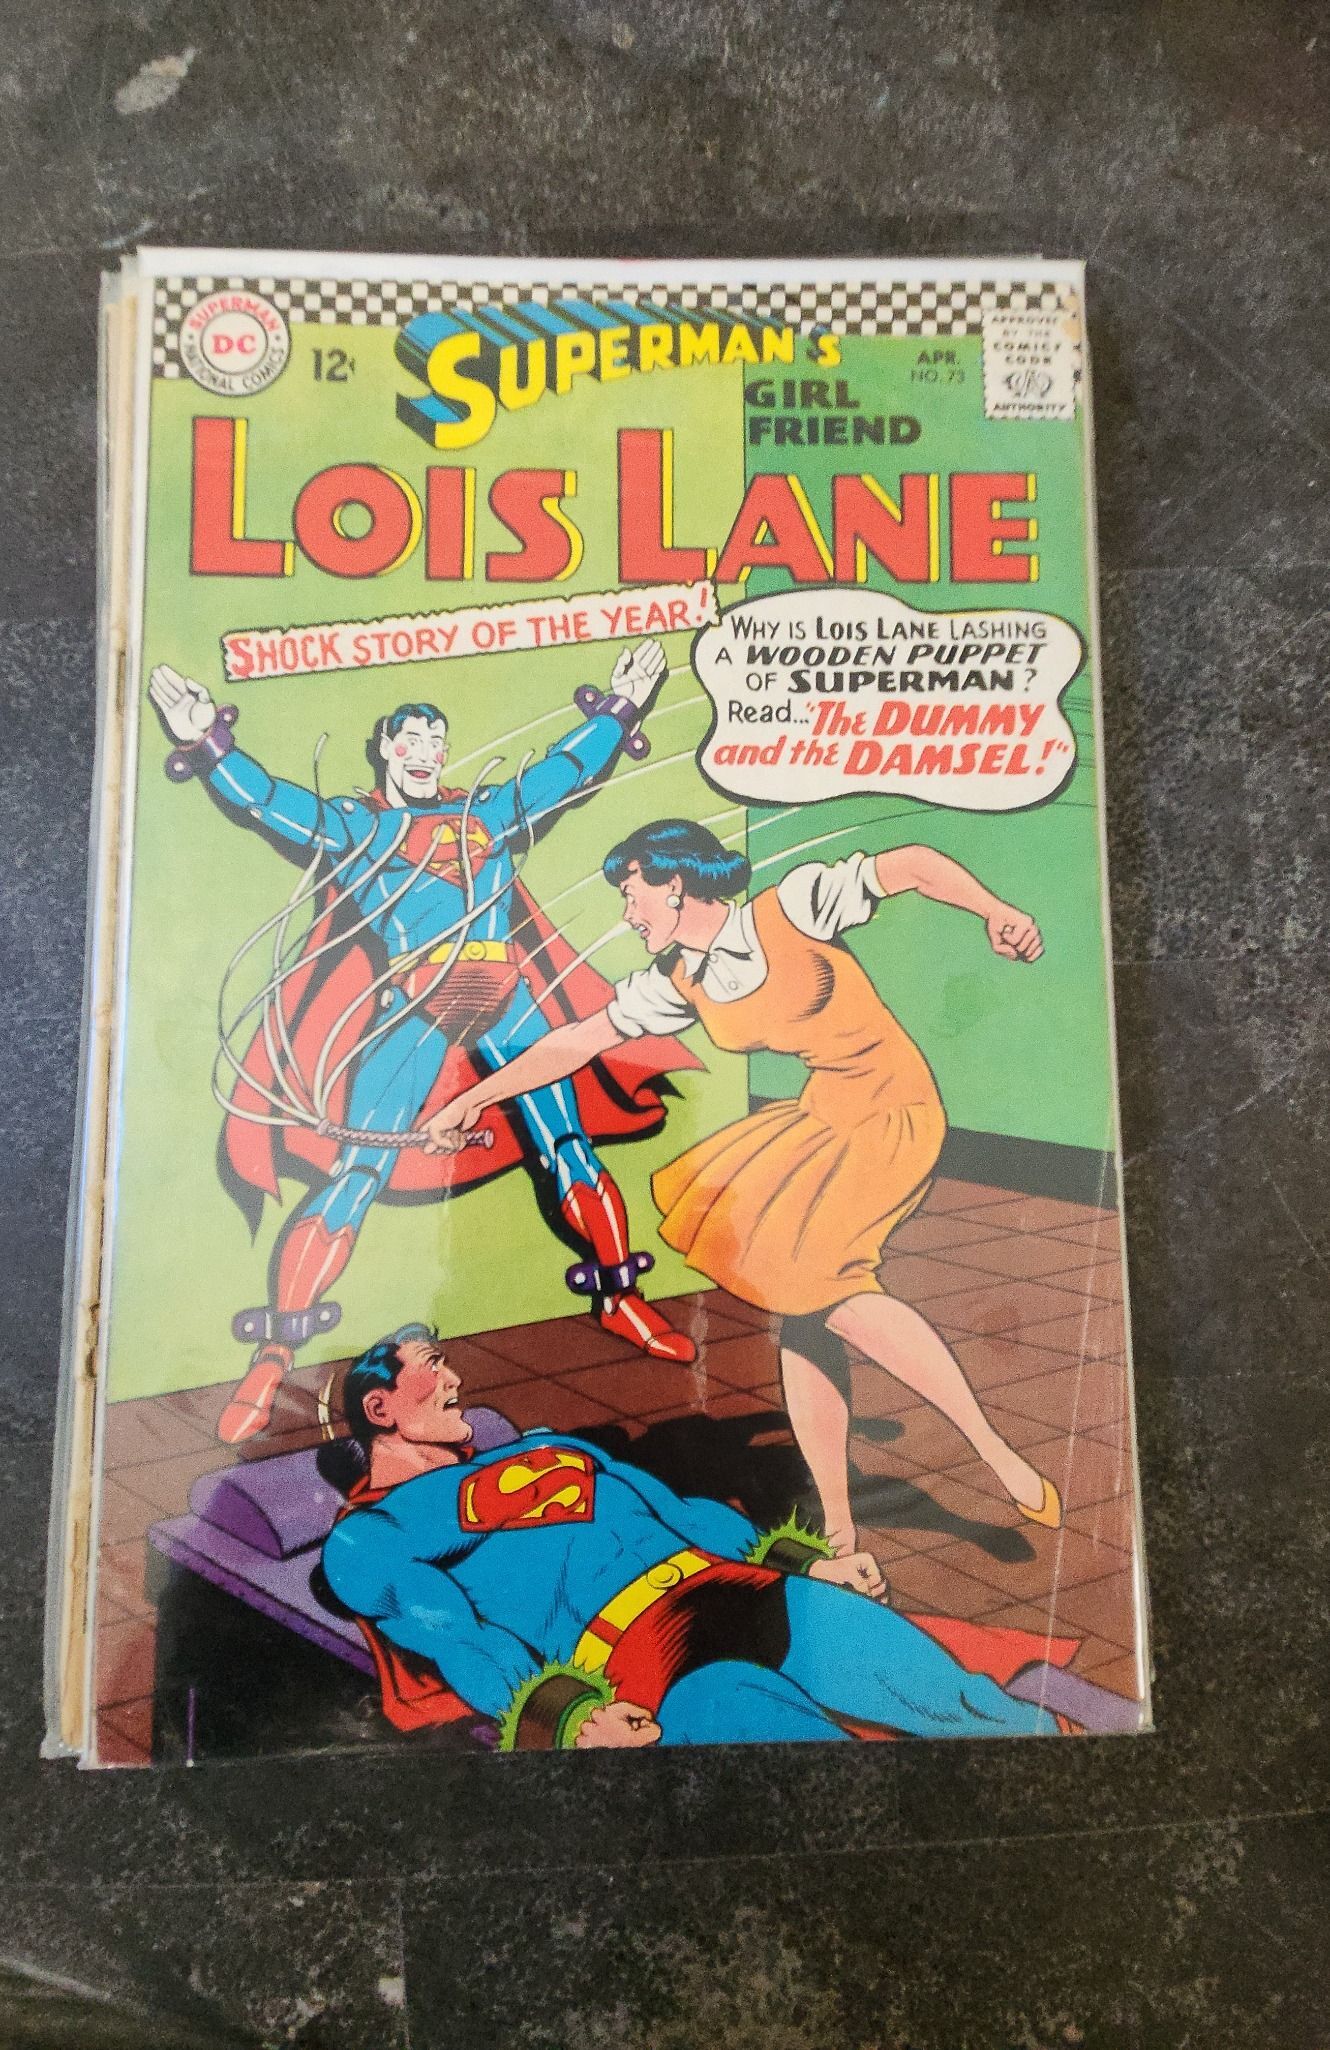 SUPERMAN
DC
NATIONAL COMICS
12¢
SUPERMAN'S
GIRL
FRIEND
LOIS LANE
APR.
NO. 73
APPROVED
BY THE
COMICS
CODE
CA
AUTHORITY
SHOCK STORY OF THE YEAR!
WHY IS LOIS LANE LASHING
A WOODEN PUPPET
OF SUPERMAN?
Read..."The DUMMY
and the DAMSEL!"
S
S